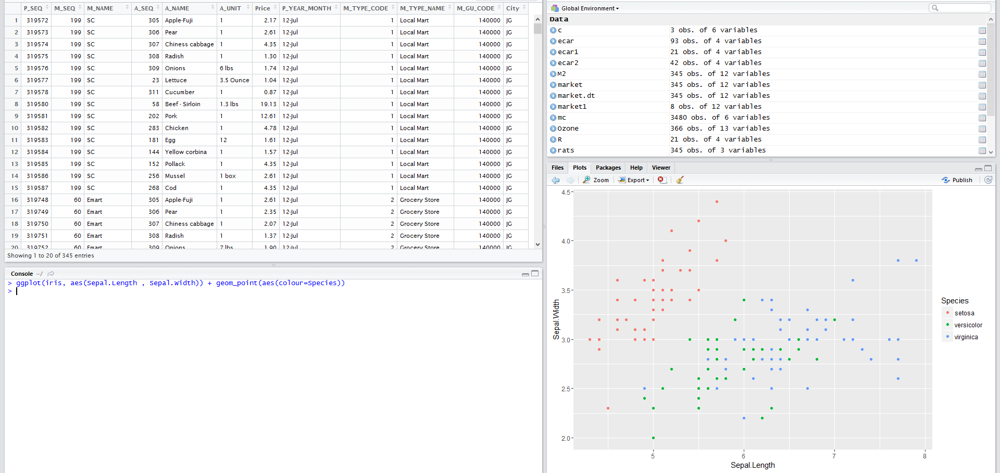 P_SEQ M_SEQ M_NAME A_SEQ A_NAME A_UNIT Price P_YEAR_MONTH M_TYPE_CODE M_TYPE_NAME M_GU_CODE City
1 319572 199 SC 305 Apple-Fuji 1 2.17 12-Jul 1 Local Mart 140000 JG
2 319573 199 SC 306 Pear 1 2.61 12-Jul 1 Local Mart 140000 JG
3 319574 199 SC 307 Chiness cabbage 1 4.35 12-Jul 1 Local Mart 140000 JG
4 319575 199 SC 308 Radish 1 1.30 12-Jul 1 Local Mart 140000 JG
5 319576 199 SC 309 Onions 6 lbs 1.74 12-Jul 1 Local Mart 140000 JG
6 319577 199 SC 23 Lettuce 3.5 Ounce 1.04 12-Jul 1 Local Mart 140000 JG
7 319578 199 SC 311 Cucumber 1 0.87 12-Jul 1 Local Mart 140000 JG
8 319580 199 SC 58 Beef - Sirloin 1.3 lbs 19.13 12-Jul 1 Local Mart 140000 JG
9 319581 199 SC 202 Pork 1 12.61 12-Jul 1 Local Mart 140000 JG
10 319582 199 SC 283 Chicken 1 4.78 12-Jul 1 Local Mart 140000 JG
11 319583 199 SC 181 Egg 12 1.61 12-Jul 1 Local Mart 140000 JG
12 319584 199 SC 144 Yellow corbina 1 1.57 12-Jul 1 Local Mart 140000 JG
13 319585 199 SC 152 Pollack 1 4.35 12-Jul 1 Local Mart 140000 JG
14 319586 199 SC 256 Mussel 1 box 2.61 12-Jul 1 Local Mart 140000 JG
15 319587 199 SC 268 Cod 1 4.35 12-Jul 1 Local Mart 140000 JG
16 319748 60 Emart 305 Apple-Fuji 1 2.61 12-Jul 2 Grocery Store 140000 JG
17 319749 60 Emart 306 Pear 1 2.35 12-Jul 2 Grocery Store 140000 JG
18 319750 60 Emart 307 Chiness cabbage 1 2.07 12-Jul 2 Grocery Store 140000 JG
19 319751 60 Emart 308 Radish 1 1.37 12-Jul 2 Grocery Store 140000 JG
20 319752 60 Emart 309 Onions 7 lbs 1.90 12-Jul 2 Grocery Store 140000 JG
Showing 1 to 20 of 345 entries
Console ~/
> ggplot(iris, aes(Sepal.Length , Sepal.Width)) + geom_point(aes(colour=Species))
>
Global Environment
Data
c 3 obs. of 6 variables
ecar 93 obs. of 4 variables
ecar1 21 obs. of 4 variables
ecar2 42 obs. of 4 variables
M2 345 obs. of 12 variables
market 345 obs. of 12 variables
market.dt 345 obs. of 12 variables
market1 8 obs. of 12 variables
mc 3480 obs. of 6 variables
Ozone 366 obs. of 13 variables
R 21 obs. of 4 variables
rats 345 obs. of 3 variables
Files Plots Packages Help Viewer
Zoom Export Publish
4.5
4.0
3.5
3.0
2.5
2.0
Sepal.Width
5 6 7 8
Sepal.Length
Species
setosa
versicolor
virginica